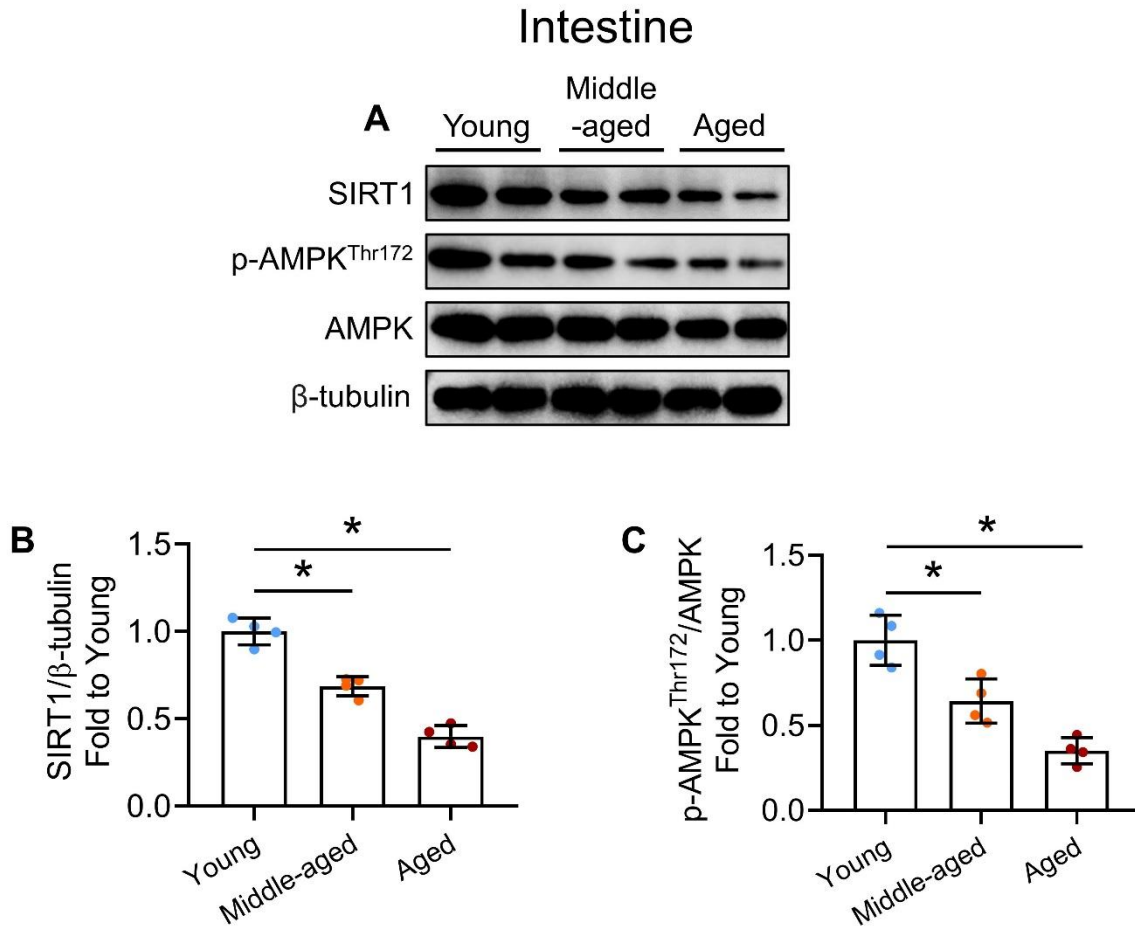 Intestine
A
Young
Middle
-aged
Aged
SIRT1
p-AMPKᵀʰʳ¹⁷²
AMPK
β-tubulin
B
SIRT1/β-tubulin
Fold to Young
1.5
1.0
0.5
0.0
*
*
Young
Middle-aged
Aged
C
p-AMPKᵀʰʳ¹⁷²/AMPK
Fold to Young
1.5
1.0
0.5
0.0
*
*
Young
Middle-aged
Aged